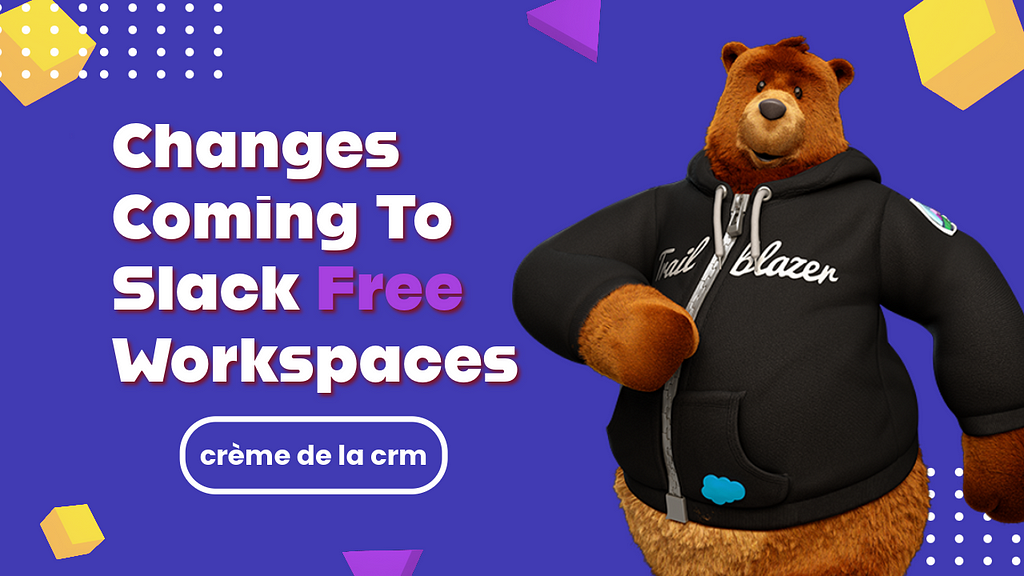 Changes
Coming To
Slack Free
Workspaces
crème de la crm
Trail blazer